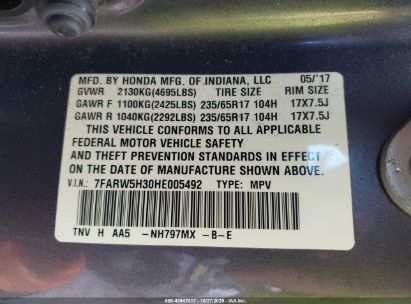 MFD. BY HONDA MFG. OF INDIANA, LLC 05/'17
GVWR 2130KG(4695LBS) TIRE SIZE RIM SIZE
GAWR F 1100KG(2425LBS) 235/65R17 104H 17X7.5J
GAWR R 1040KG(2292LBS) 235/65R17 104H 17X7.5J
THIS VEHICLE CONFORMS TO ALL APPLICABLE
FEDERAL MOTOR VEHICLE SAFETY
AND THEFT PREVENTION STANDARDS IN EFFECT
ON THE DATE OF MANUFACTURE SHOWN ABOVE.
V.I.N.: 7FARW5H30HE005492 TYPE: MPV
TNV H AA5 -NH797MX -B-E